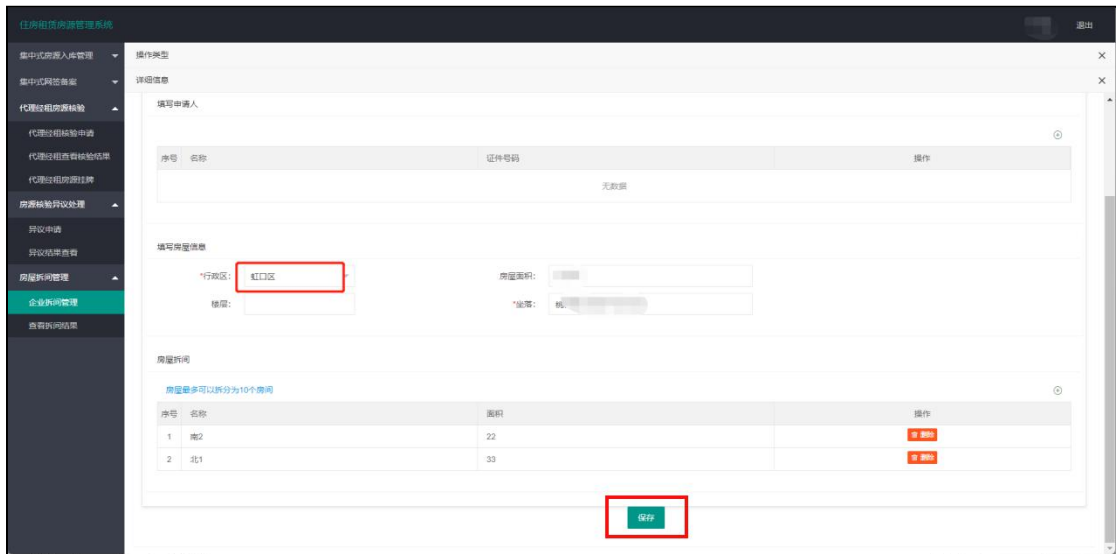 住房租赁房源管理系统
退出
集中式房源入库管理
集中式网签备案
代理经租房源核验
代理经租核验申请
代理经租查看核验结果
代理经租房源挂牌
房源核验异议处理
异议申请
异议结果查看
房屋拆间管理
企业拆间管理
查看拆间结果
操作类型
详细信息
填写申请人
序号 名称 证件号码 操作
无数据
填写房屋信息
*行政区: 虹口区 房屋面积:
楼层: *坐落:
房屋拆间
房屋最多可以拆分为10个房间
序号 名称 面积 操作
1 南2 22 删除
2 北1 33 删除
保存